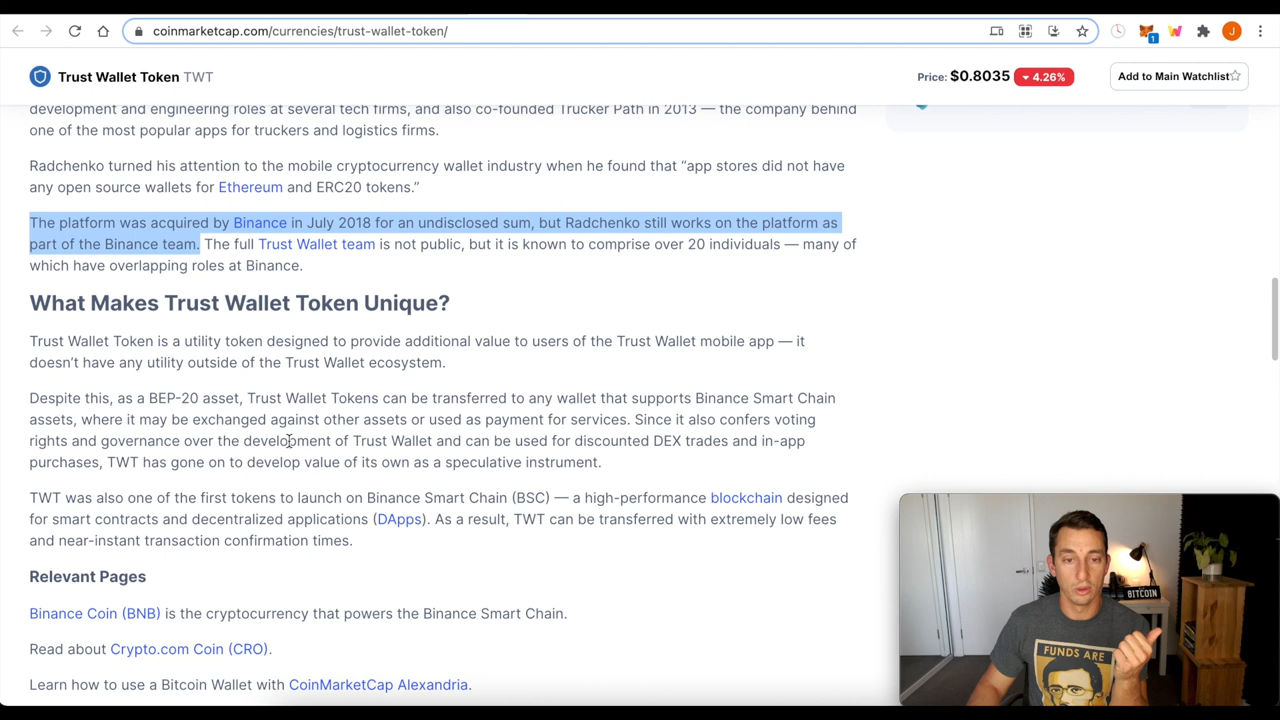 coinmarketcap.com/currencies/trust-wallet-token/
1
J
Trust Wallet Token TWT
Price: $0.8035 4.26%
Add to Main Watchlist
development and engineering roles at several tech firms, and also co-founded Trucker Path in 2013 — the company behind
one of the most popular apps for truckers and logistics firms.
Radchenko turned his attention to the mobile cryptocurrency wallet industry when he found that “app stores did not have
any open source wallets for Ethereum and ERC20 tokens.”
The platform was acquired by Binance in July 2018 for an undisclosed sum, but Radchenko still works on the platform as
part of the Binance team. The full Trust Wallet team is not public, but it is known to comprise over 20 individuals — many of
which have overlapping roles at Binance.
What Makes Trust Wallet Token Unique?
Trust Wallet Token is a utility token designed to provide additional value to users of the Trust Wallet mobile app — it
doesn’t have any utility outside of the Trust Wallet ecosystem.
Despite this, as a BEP-20 asset, Trust Wallet Tokens can be transferred to any wallet that supports Binance Smart Chain
assets, where it may be exchanged against other assets or used as payment for services. Since it also confers voting
rights and governance over the development of Trust Wallet and can be used for discounted DEX trades and in-app
purchases, TWT has gone on to develop value of its own as a speculative instrument.
TWT was also one of the first tokens to launch on Binance Smart Chain (BSC) — a high-performance blockchain designed
for smart contracts and decentralized applications (DApps). As a result, TWT can be transferred with extremely low fees
and near-instant transaction confirmation times.
Relevant Pages
Binance Coin (BNB) is the cryptocurrency that powers the Binance Smart Chain.
Read about Crypto.com Coin (CRO).
Learn how to use a Bitcoin Wallet with CoinMarketCap Alexandria.
BITCOIN
FUNDS ARE